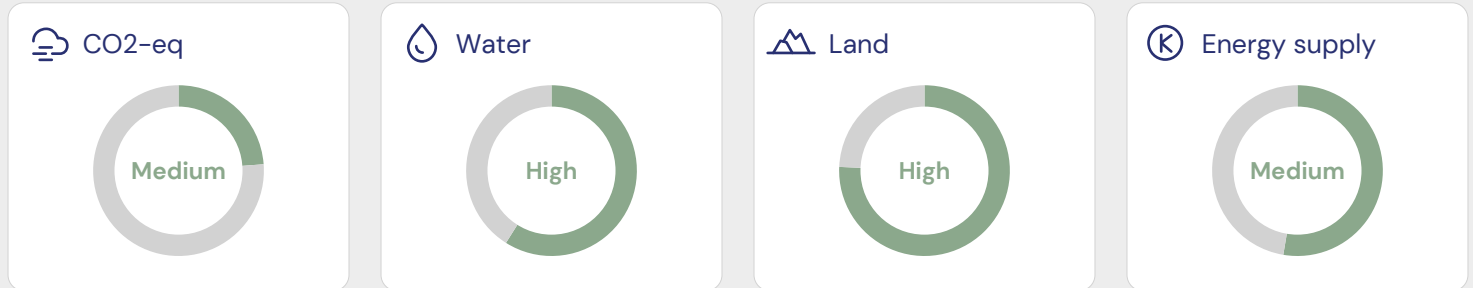 CO2-eq
Medium
Water
High
Land
High
Energy supply
Medium